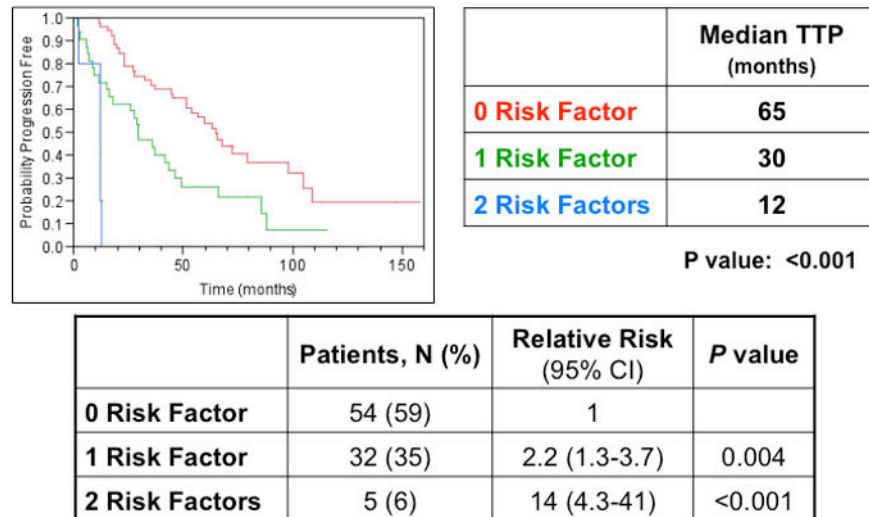 1.0
0.9
0.8
0.7
0.6
0.5
0.4
0.3
0.2
0.1
0.0
Probability Progression Free
0 50 100 150
Time (months)
Median TTP
(months)
0 Risk Factor 65
1 Risk Factor 30
2 Risk Factors 12
P value: <0.001
Patients, N (%) Relative Risk P value
(95% CI)
0 Risk Factor 54 (59) 1
1 Risk Factor 32 (35) 2.2 (1.3-3.7) 0.004
2 Risk Factors 5 (6) 14 (4.3-41) <0.001